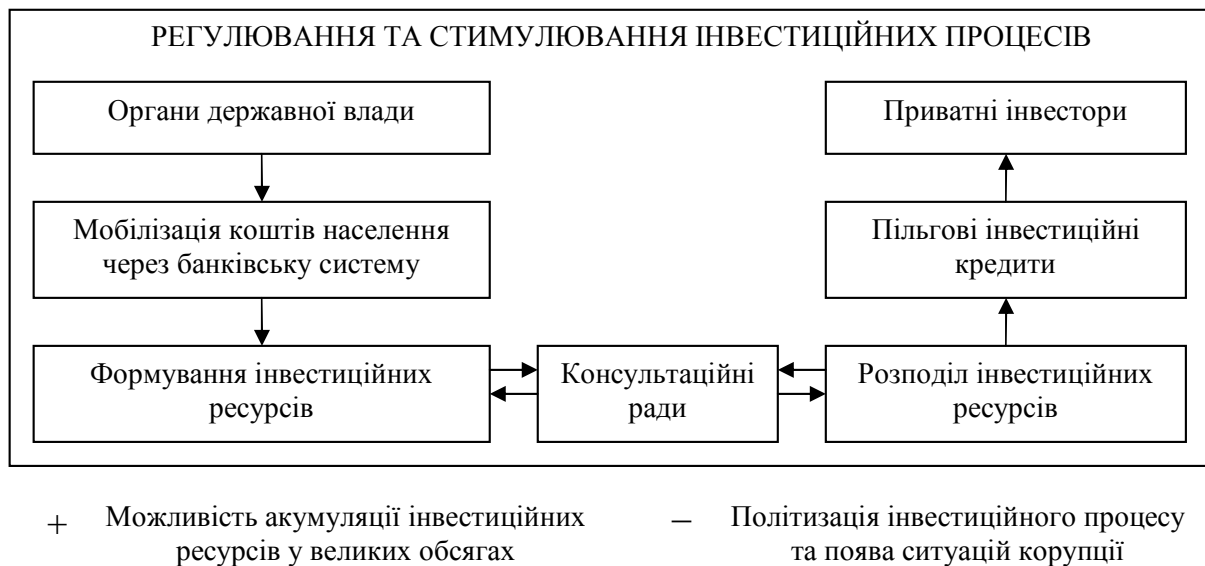 РЕГУЛЮВАННЯ ТА СТИМУЛЮВАННЯ ІНВЕСТИЦІЙНИХ ПРОЦЕСІВ
Органи державної влади
Приватні інвестори
Мобілізація коштів населення
через банківську систему
Пільгові інвестиційні
кредити
Формування інвестиційних
ресурсів
Консультаційні
ради
Розподіл інвестиційних
ресурсів
+ Можливість акумуляції інвестиційних
ресурсів у великих обсягах
– Політизація інвестиційного процесу
та поява ситуацій корупції